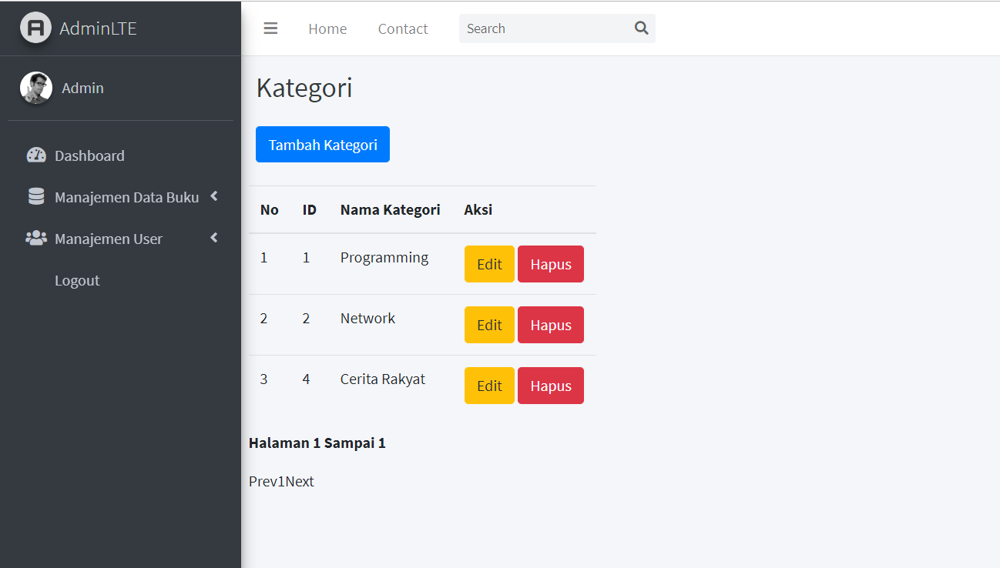 AdminLTE
Home Contact Search
Admin
Kategori
Tambah Kategori
Dashboard
Manajemen Data Buku
Manajemen User
Logout
No ID Nama Kategori Aksi
1 1 Programming Edit Hapus
2 2 Network Edit Hapus
3 4 Cerita Rakyat Edit Hapus
Halaman 1 Sampai 1
Prev1Next